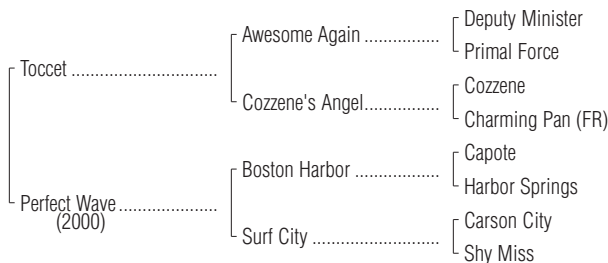 Deputy Minister
Awesome Again ................
Primal Force
Toccet ...............................
Cozzene
Cozzene's Angel................
Charming Pan (FR)
Capote
Boston Harbor ..................
Harbor Springs
Perfect Wave .....................
(2000)
Carson City
Surf City ...........................
Shy Miss